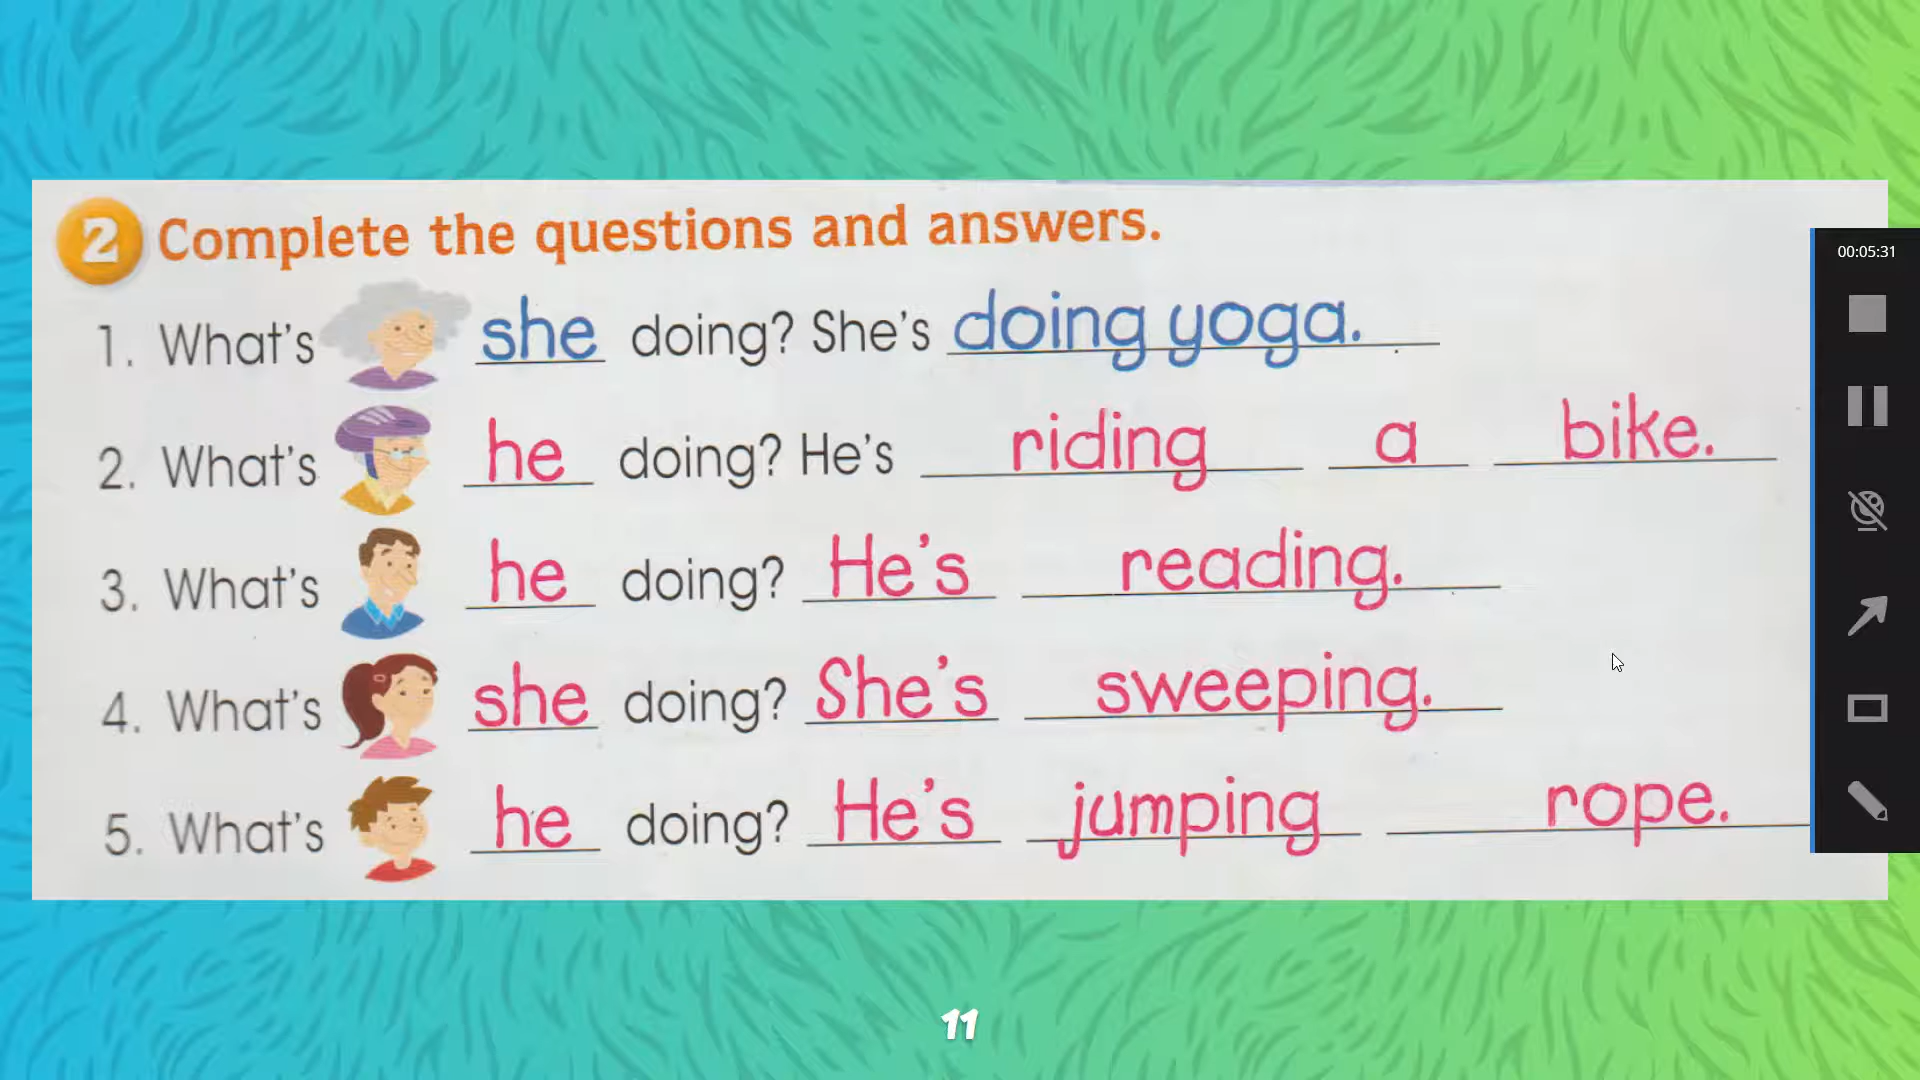 2 Complete the questions and answers.
00:05:31
1. What's she doing? She's doing yoga.
2. What's he doing? He's riding a bike.
3. What's he doing? He's reading.
4. What's she doing? She's sweeping.
5. What's he doing? He's jumping rope.
11